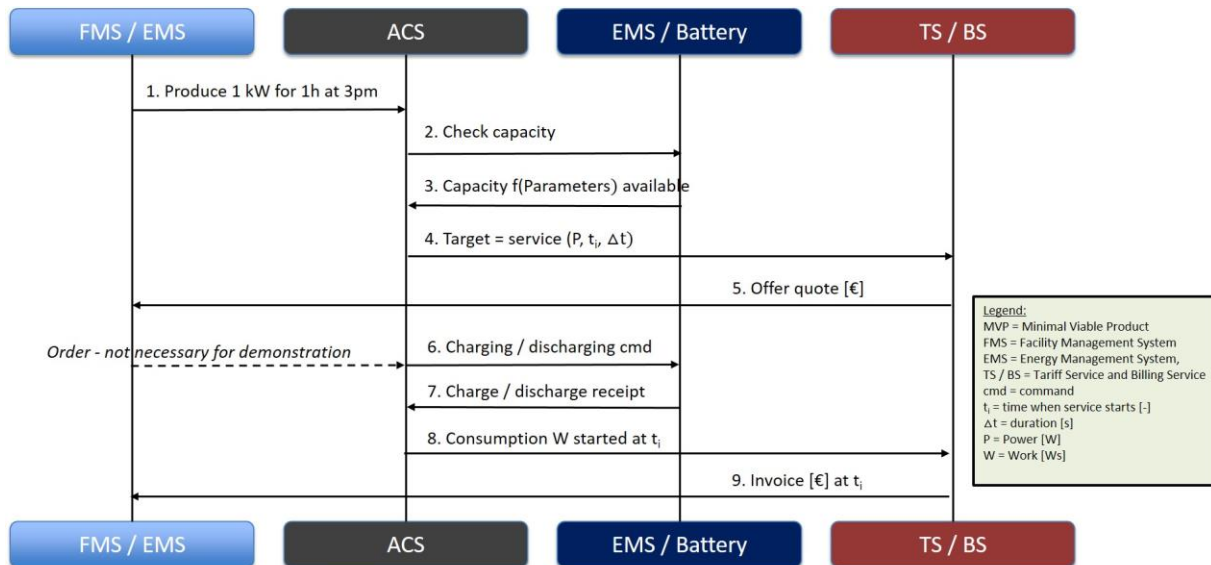 FMS / EMS
ACS
EMS / Battery
TS / BS
1. Produce 1 kW for 1h at 3pm
2. Check capacity
3. Capacity f(Parameters) available
4. Target = service (P, tᵢ, Δt)
5. Offer quote [€]
Order - not necessary for demonstration
6. Charging / discharging cmd
7. Charge / discharge receipt
8. Consumption W started at tᵢ
9. Invoice [€] at tᵢ
Legend:
MVP = Minimal Viable Product
FMS = Facility Management System
EMS = Energy Management System,
TS / BS = Tariff Service and Billing Service
cmd = command
tᵢ = time when service starts [-]
Δt = duration [s]
P = Power [W]
W = Work [Ws]
FMS / EMS
ACS
EMS / Battery
TS / BS